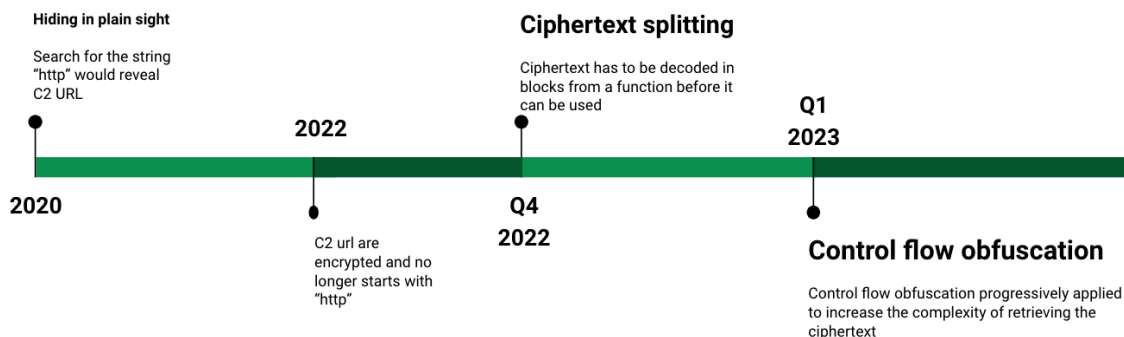 Hiding in plain sight
Search for the string
“http” would reveal
C2 URL
2020
2022
C2 url are
encrypted and no
longer starts with
“http”
Ciphertext splitting
Ciphertext has to be decoded in
blocks from a function before it
can be used
Q4
2022
Q1
2023
Control flow obfuscation
Control flow obfuscation progressively applied
to increase the complexity of retrieving the
ciphertext